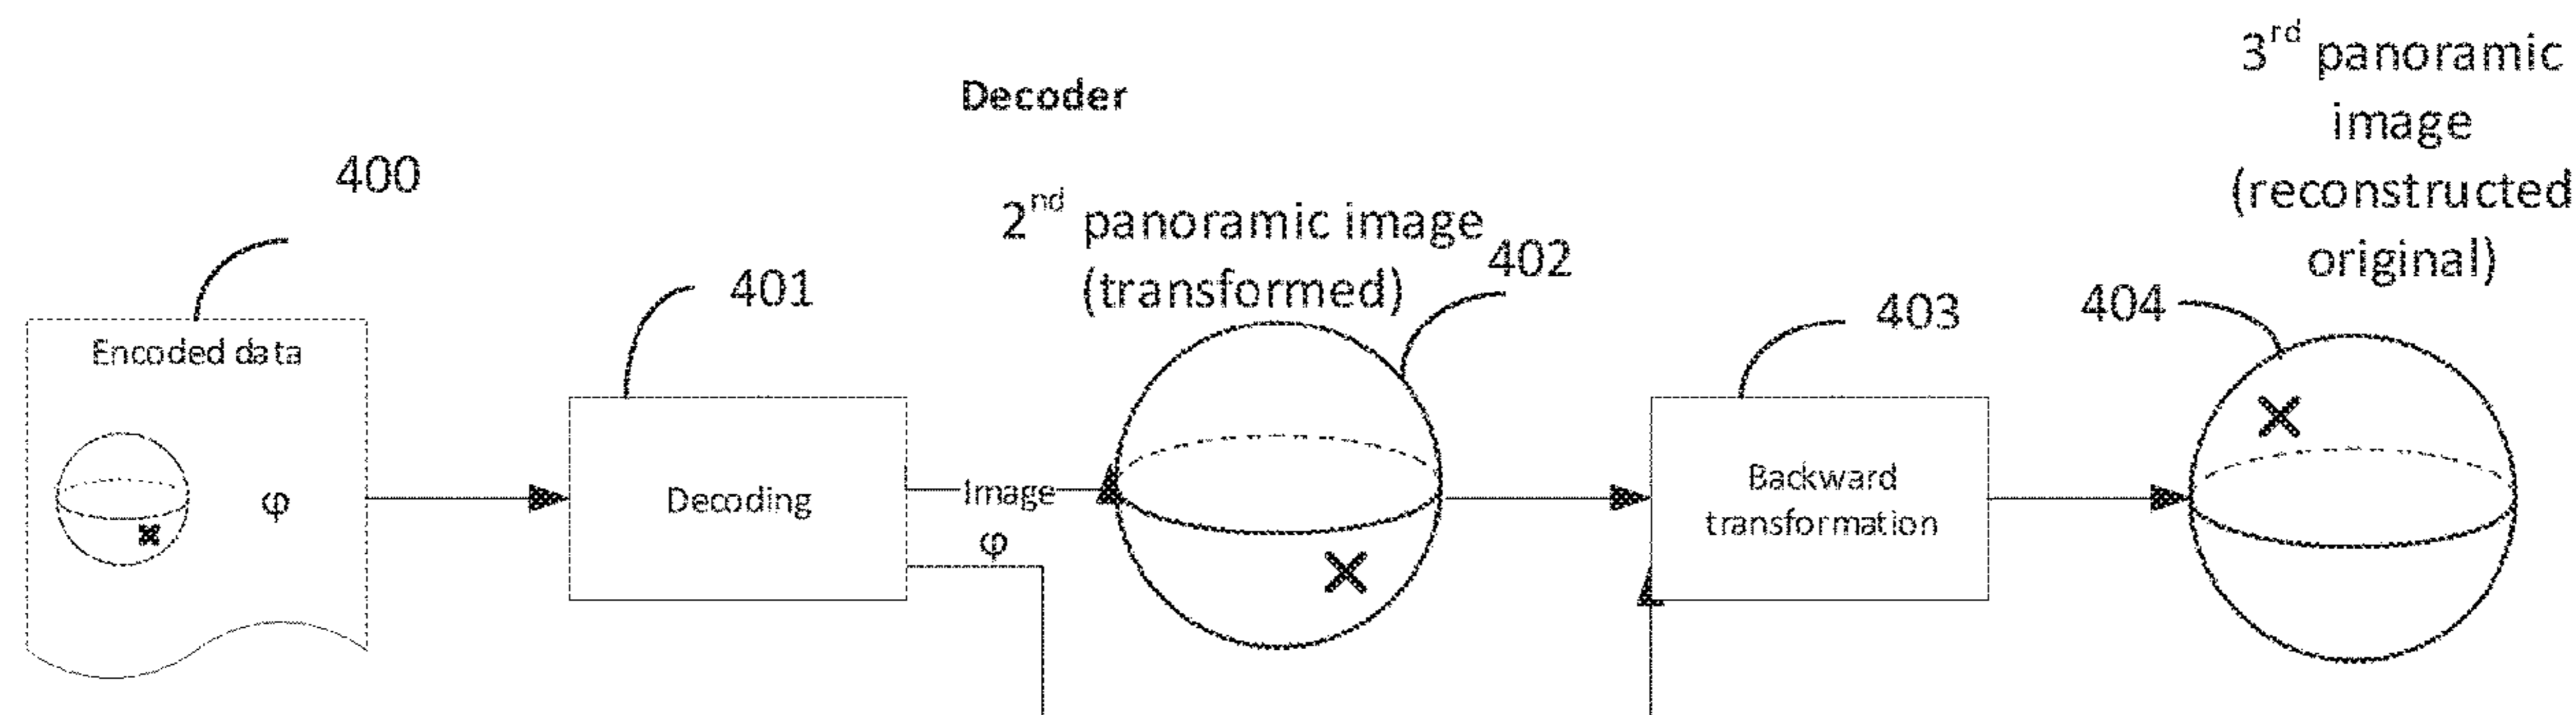 Decoder
400
Encoded data
φ
401
Decoding
Image
φ
2nd panoramic image
(transformed)
402
403
Backward
transformation
3rd panoramic
image
(reconstructed
original)
404